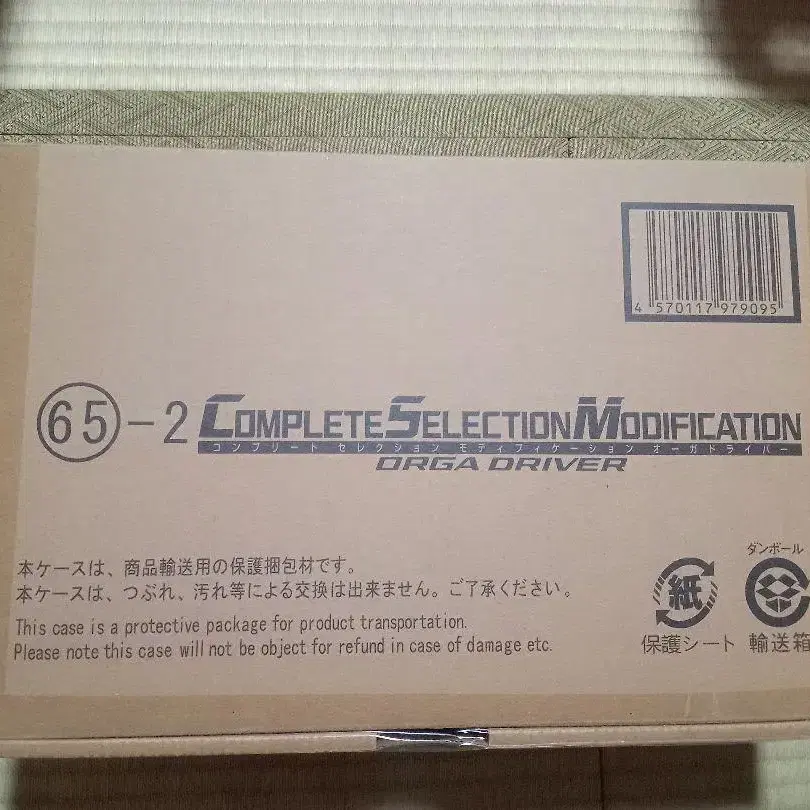 4 570117 979095
65-2 COMPLETE SELECTION MODIFICATION
コンプリート セレクション モディフィケーション オーガドライバー
ORGA DRIVER
本ケースは、商品輸送用の保護梱包材です。
本ケースは、つぶれ、汚れ等による交換は出来ません。ご了承ください。
This case is a protective package for product transportation.
Please note this case will not be object for refund in case of damage etc.
紙
保護シート
ダンボール
輸送箱